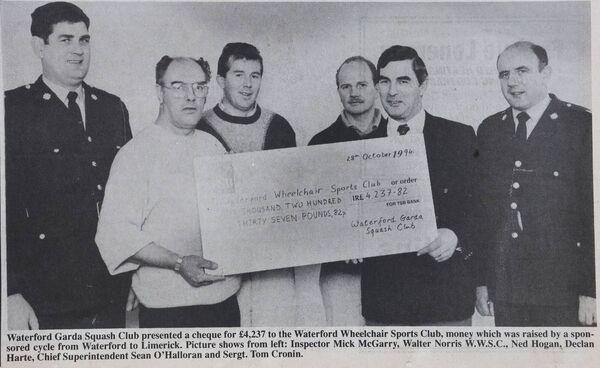 28th October 1994
Waterford Wheelchair Sports Club or order
THOUSAND TWO HUNDRED IR£ 4,237-82
THIRTY SEVEN POUNDS, 82x FOR TSB BANK
Waterford Garda
Squash Club
Waterford Garda Squash Club presented a cheque for £4,237 to the Waterford Wheelchair Sports Club, money which was raised by a spon-
sored cycle from Waterford to Limerick. Picture shows from left: Inspector Mick McGarry, Walter Norris W.W.S.C., Ned Hogan, Declan
Harte, Chief Superintendent Sean O'Halloran and Sergt. Tom Cronin.